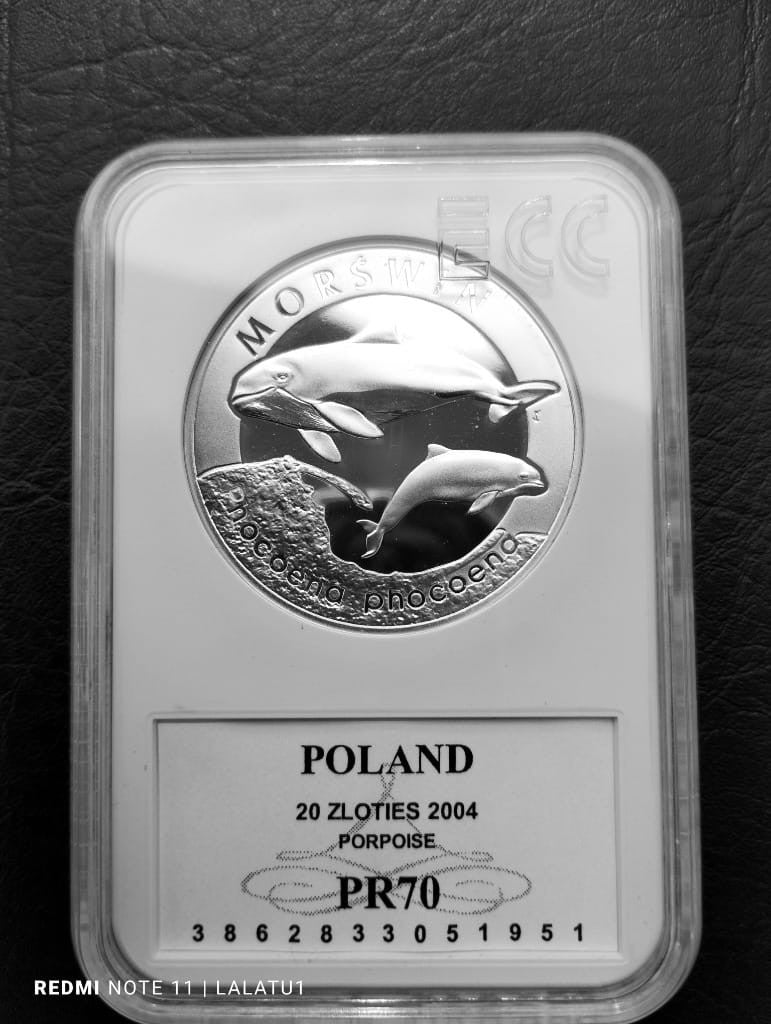 ECC
MORŚWIN
Phocoena phocoena
POLAND
20 ZLOTIES 2004
PORPOISE
PR70
3 8 6 2 8 3 3 0 5 1 9 5 1
REDMI NOTE 11 | LALATU1